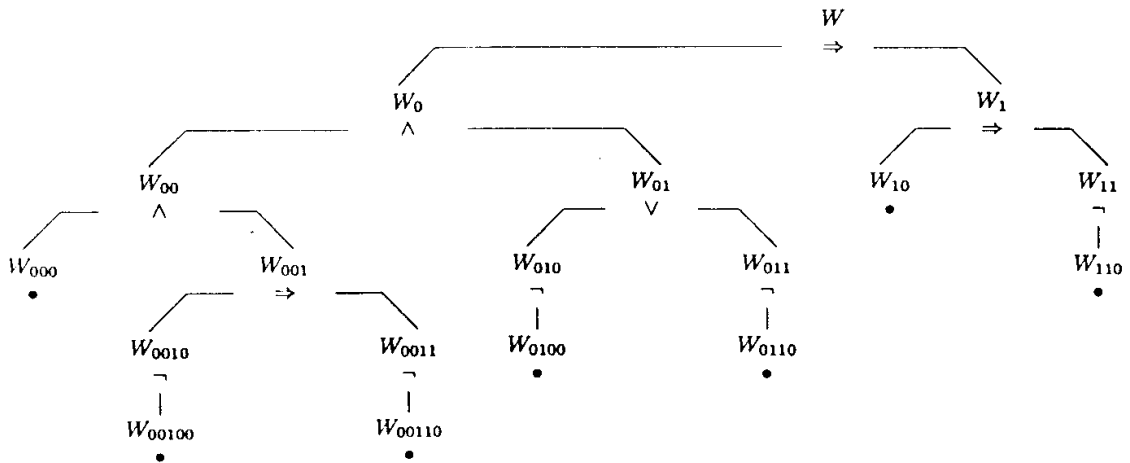 W
⇒
W₀ W₁
∧ ⇒
W₀₀ W₀₁ W₁₀ W₁₁
∧ ∨ • ¬
W₀₀₀ W₀₀₁ W₀₁₀ W₀₁₁ W₁₁₀
• ⇒ ¬ ¬ •
W₀₀₁₀ W₀₀₁₁ W₀₁₀₀ W₀₁₁₀
¬ ¬ • •
W₀₀₁₀₀ W₀₀₁₁₀
• •